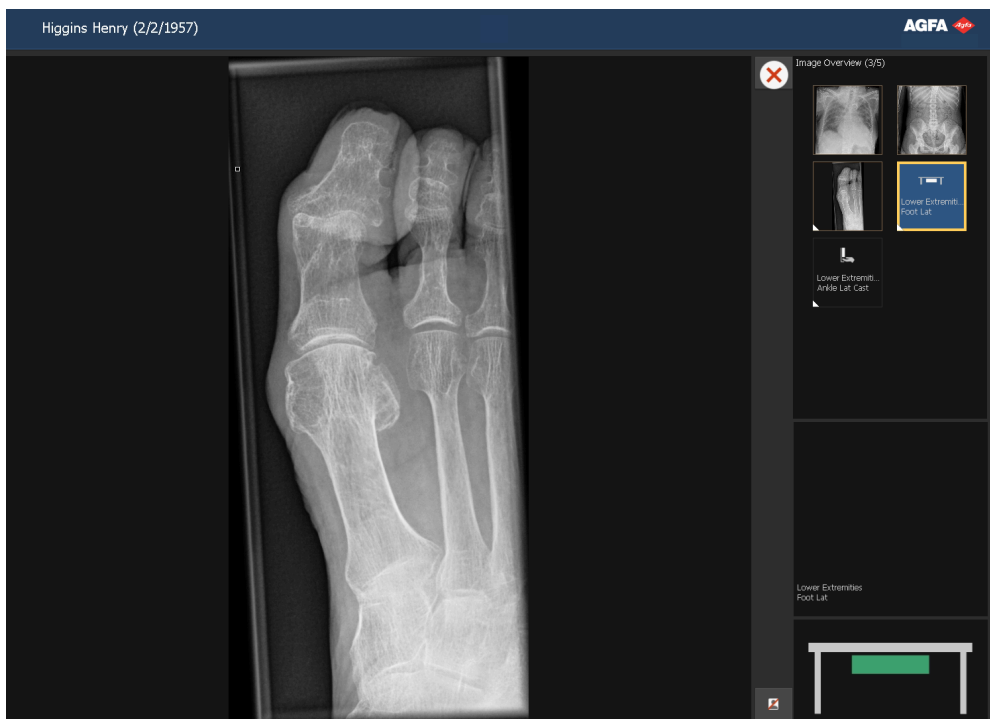 Higgins Henry (2/2/1957)
AGFA
Agfa
Image Overview (3/5)
Lower Extremiti...
Foot Lat
Lower Extremiti...
Ankle Lat Cast
Lower Extremities
Foot Lat